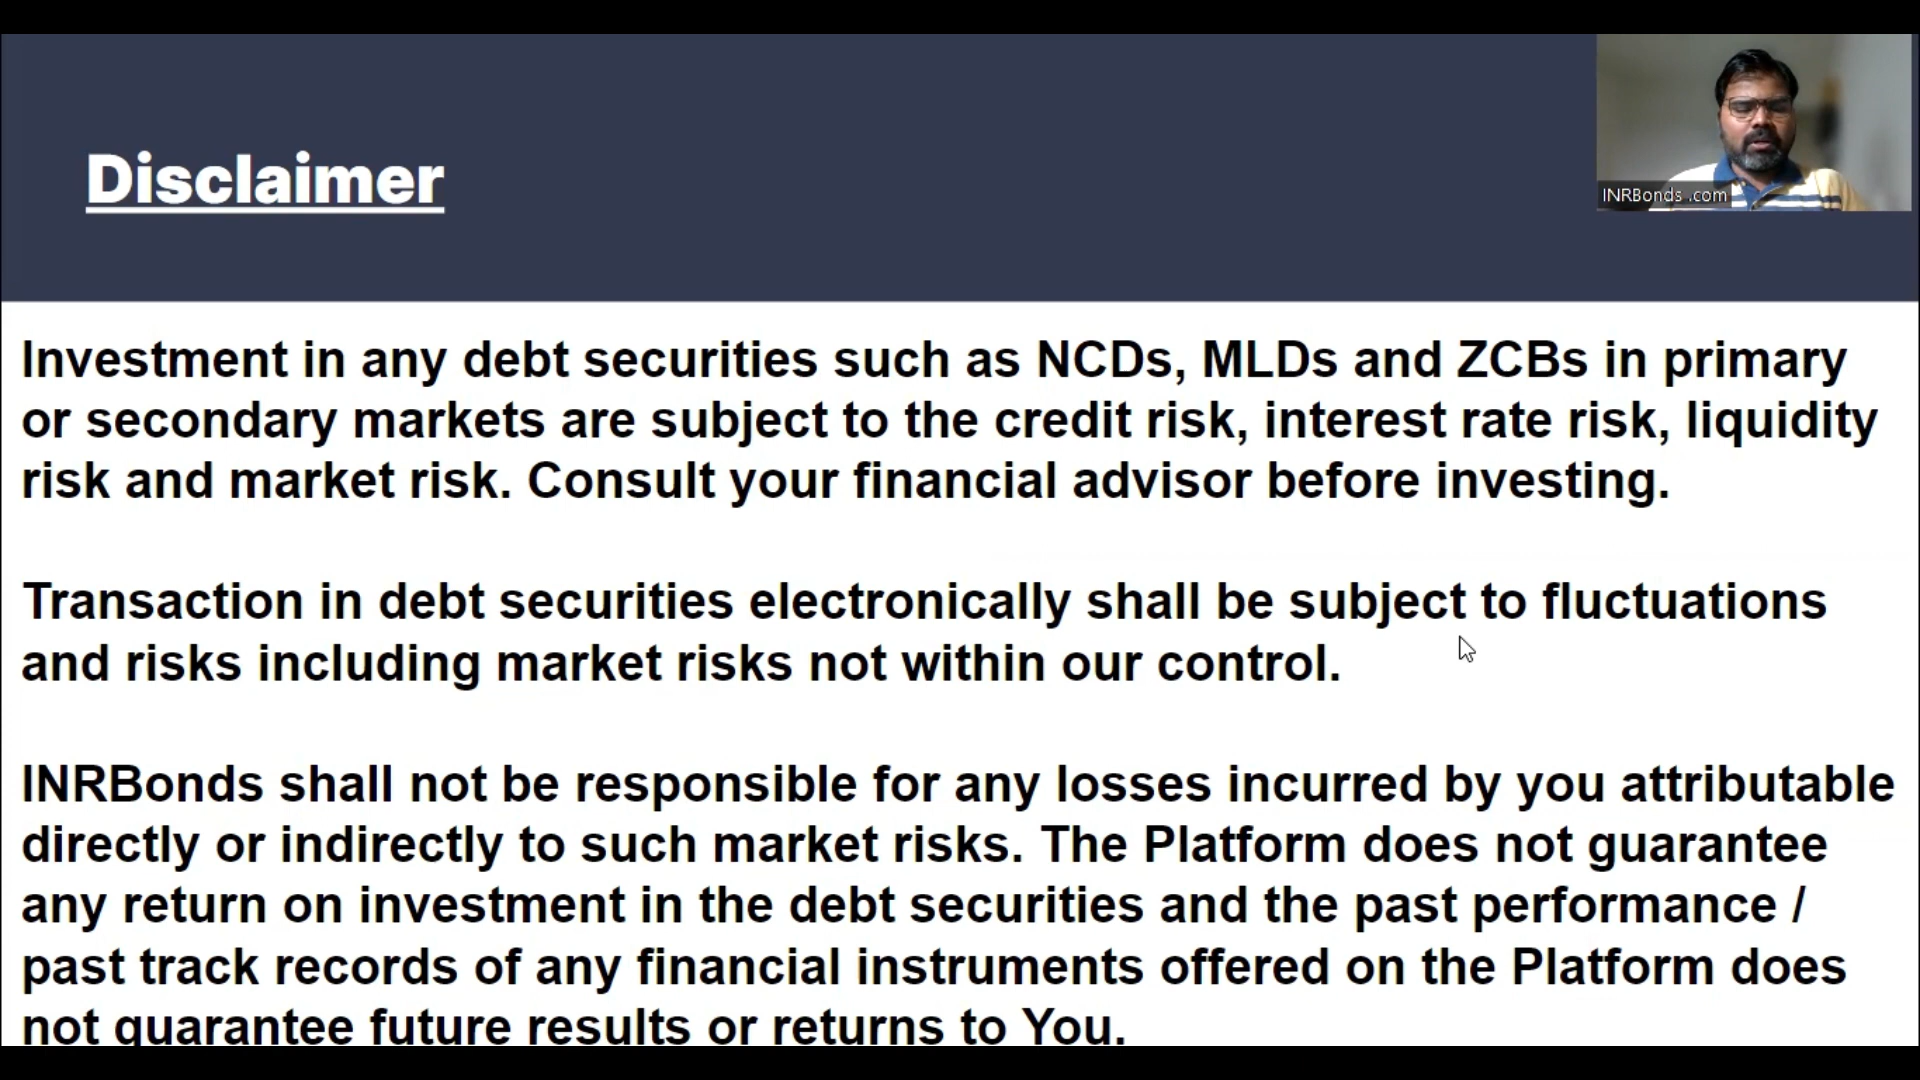 Disclaimer
INRBonds .com
Investment in any debt securities such as NCDs, MLDs and ZCBs in primary
or secondary markets are subject to the credit risk, interest rate risk, liquidity
risk and market risk. Consult your financial advisor before investing.
Transaction in debt securities electronically shall be subject to fluctuations
and risks including market risks not within our control.
INRBonds shall not be responsible for any losses incurred by you attributable
directly or indirectly to such market risks. The Platform does not guarantee
any return on investment in the debt securities and the past performance /
past track records of any financial instruments offered on the Platform does
not guarantee future results or returns to You.